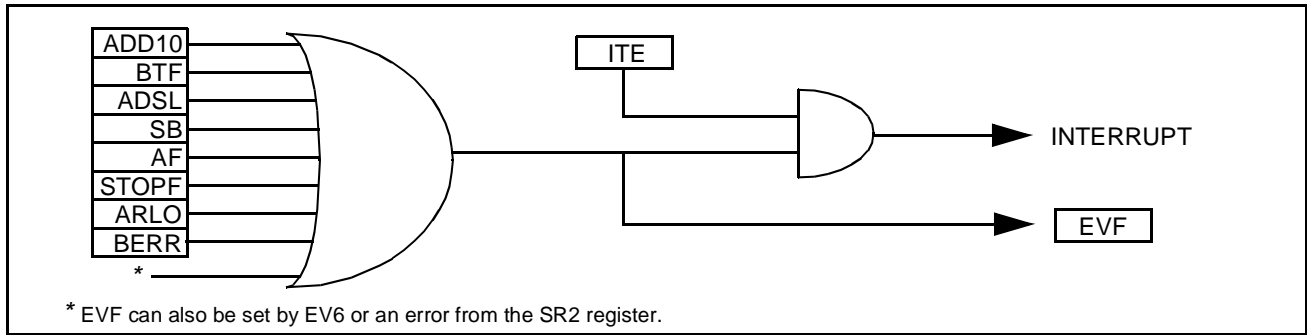 ADD10
BTF
ADSL
SB
AF
STOPF
ARLO
BERR
*
ITE
INTERRUPT
EVF
* EVF can also be set by EV6 or an error from the SR2 register.